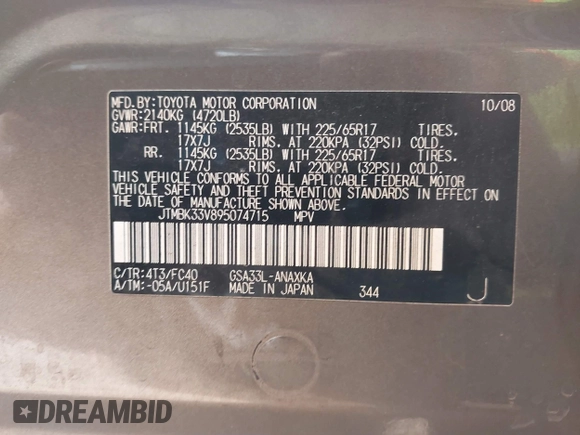 MFD.BY:TOYOTA MOTOR CORPORATION 10/08
GVWR:2140KG (4720LB)
GAWR:FRT. 1145KG (2535LB) WITH 225/65R17 TIRES.
17X7J RIMS. AT 220KPA (32PSI) COLD.
RR. 1145KG (2535LB) WITH 225/65R17 TIRES.
17X7J RIMS. AT 220KPA (32PSI) COLD.
THIS VEHICLE CONFORMS TO ALL APPLICABLE FEDERAL MOTOR
VEHICLE SAFETY AND THEFT PREVENTION STANDARDS IN EFFECT ON
THE DATE OF MANUFACTURE SHOWN ABOVE.
JTMBK33V895074715 MPV
C/TR:4T3/FC40 GSA33L-ANAXKA
A/TM:-05A/U151F MADE IN JAPAN 344 J
DREAMBID